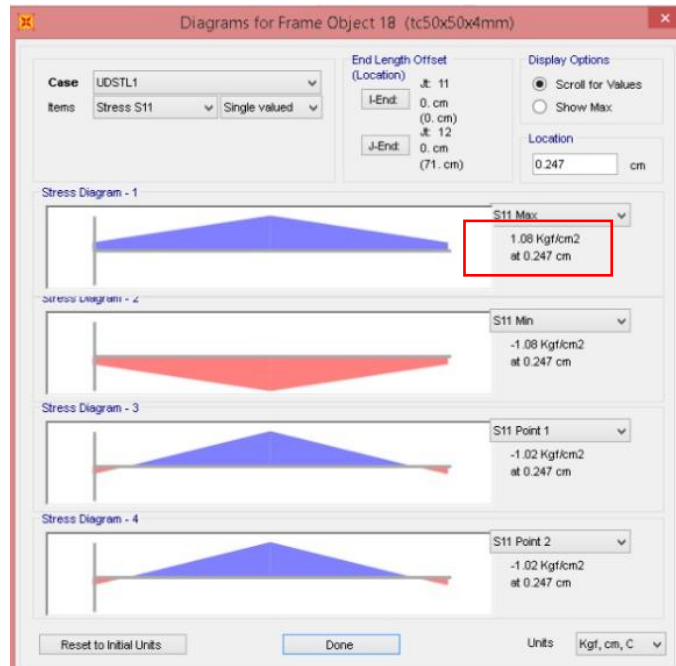 Diagrams for Frame Object 18 (tc50x50x4mm)
Case UDSTL1
Items Stress S11 Single valued
End Length Offset
(Location)
Jt: 11
I-End: 0. cm
(0. cm)
Jt: 12
J-End: 0. cm
(71. cm)
Display Options
Scroll for Values
Show Max
Location
0.247 cm
Stress Diagram - 1
S11 Max
1.08 Kgf/cm2
at 0.247 cm
Stress Diagram - 2
S11 Min
-1.08 Kgf/cm2
at 0.247 cm
Stress Diagram - 3
S11 Point 1
-1.02 Kgf/cm2
at 0.247 cm
Stress Diagram - 4
S11 Point 2
-1.02 Kgf/cm2
at 0.247 cm
Reset to Initial Units
Done
Units Kgf, cm, C